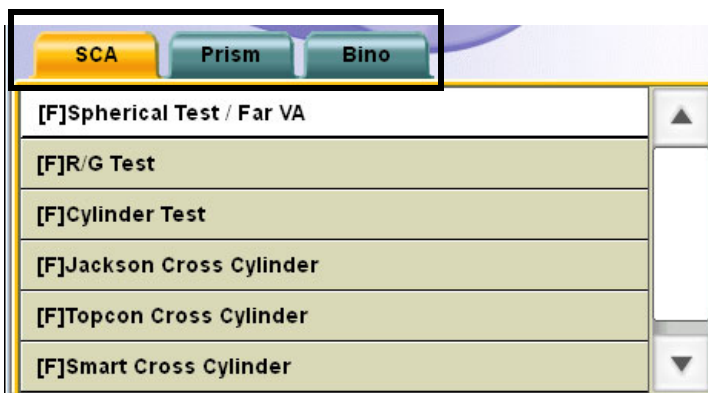 SCA Prism Bino
[F]Spherical Test / Far VA
[F]R/G Test
[F]Cylinder Test
[F]Jackson Cross Cylinder
[F]Topcon Cross Cylinder
[F]Smart Cross Cylinder